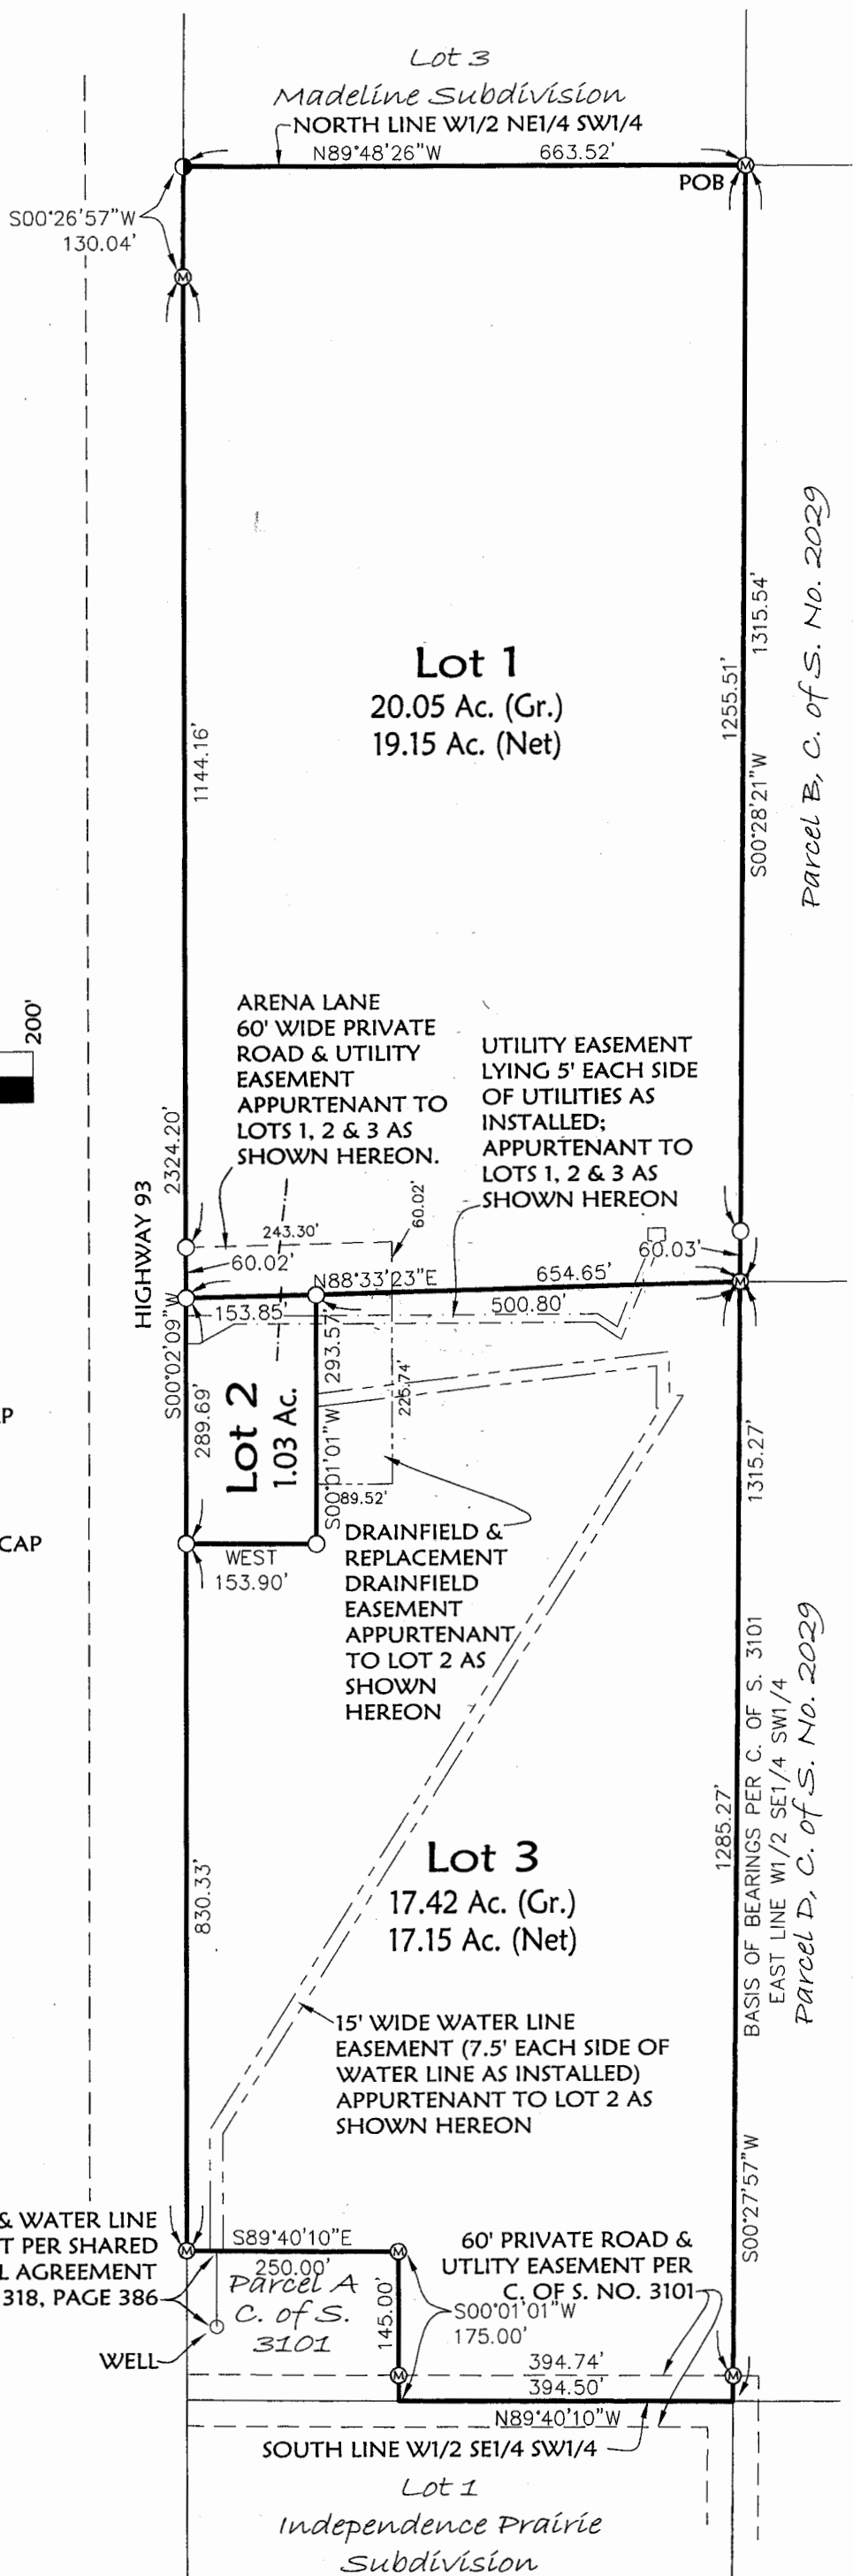 Lot 3
Madeline Subdivision
NORTH LINE W1/2 NE1/4 SW1/4
N89°48'26"W 663.52'
POB
S00°26'57"W
130.04'
1315.54'
1255.51'
S00°28'21"W
Parcel B, C. of S. No. 2029
Lot 1
20.05 Ac. (Gr.)
19.15 Ac. (Net)
1144.16'
200'
ARENA LANE
60' WIDE PRIVATE
ROAD & UTILITY
EASEMENT
APPURTENANT TO
LOTS 1, 2 & 3 AS
SHOWN HEREON.
UTILITY EASEMENT
LYING 5' EACH SIDE
OF UTILITIES AS
INSTALLED;
APPURTENANT TO
LOTS 1, 2 & 3 AS
SHOWN HEREON
2324.20'
HIGHWAY 93
243.30'
60.02'
60.02'
60.03'
N88°33'23"E 654.65'
153.85'
500.80'
S00°02'09"W
289.69'
Lot 2
1.03 Ac.
293.57'
S00°01'01"W
225.74'
89.52'
P
CAP
WEST
153.90'
DRAINFIELD &
REPLACEMENT
DRAINFIELD
EASEMENT
APPURTENANT
TO LOT 2 AS
SHOWN
HEREON
1315.27'
BASIS OF BEARINGS PER C. OF S. 3101
EAST LINE W1/2 SE1/4 SW1/4
Parcel D, C. of S. No. 2029
1285.27'
S00°27'57"W
830.33'
Lot 3
17.42 Ac. (Gr.)
17.15 Ac. (Net)
15' WIDE WATER LINE
EASEMENT (7.5' EACH SIDE OF
WATER LINE AS INSTALLED)
APPURTENANT TO LOT 2 AS
SHOWN HEREON
& WATER LINE
T PER SHARED
L AGREEMENT
318, PAGE 386
WELL
S89°40'10"E
250.00'
Parcel A
C. of S.
3101
145.00'
S00°01'01"W
175.00'
60' PRIVATE ROAD &
UTLITY EASEMENT PER
C. OF S. NO. 3101
394.74'
394.50'
N89°40'10"W
SOUTH LINE W1/2 SE1/4 SW1/4
Lot 1
Independence Prairie
Subdivision